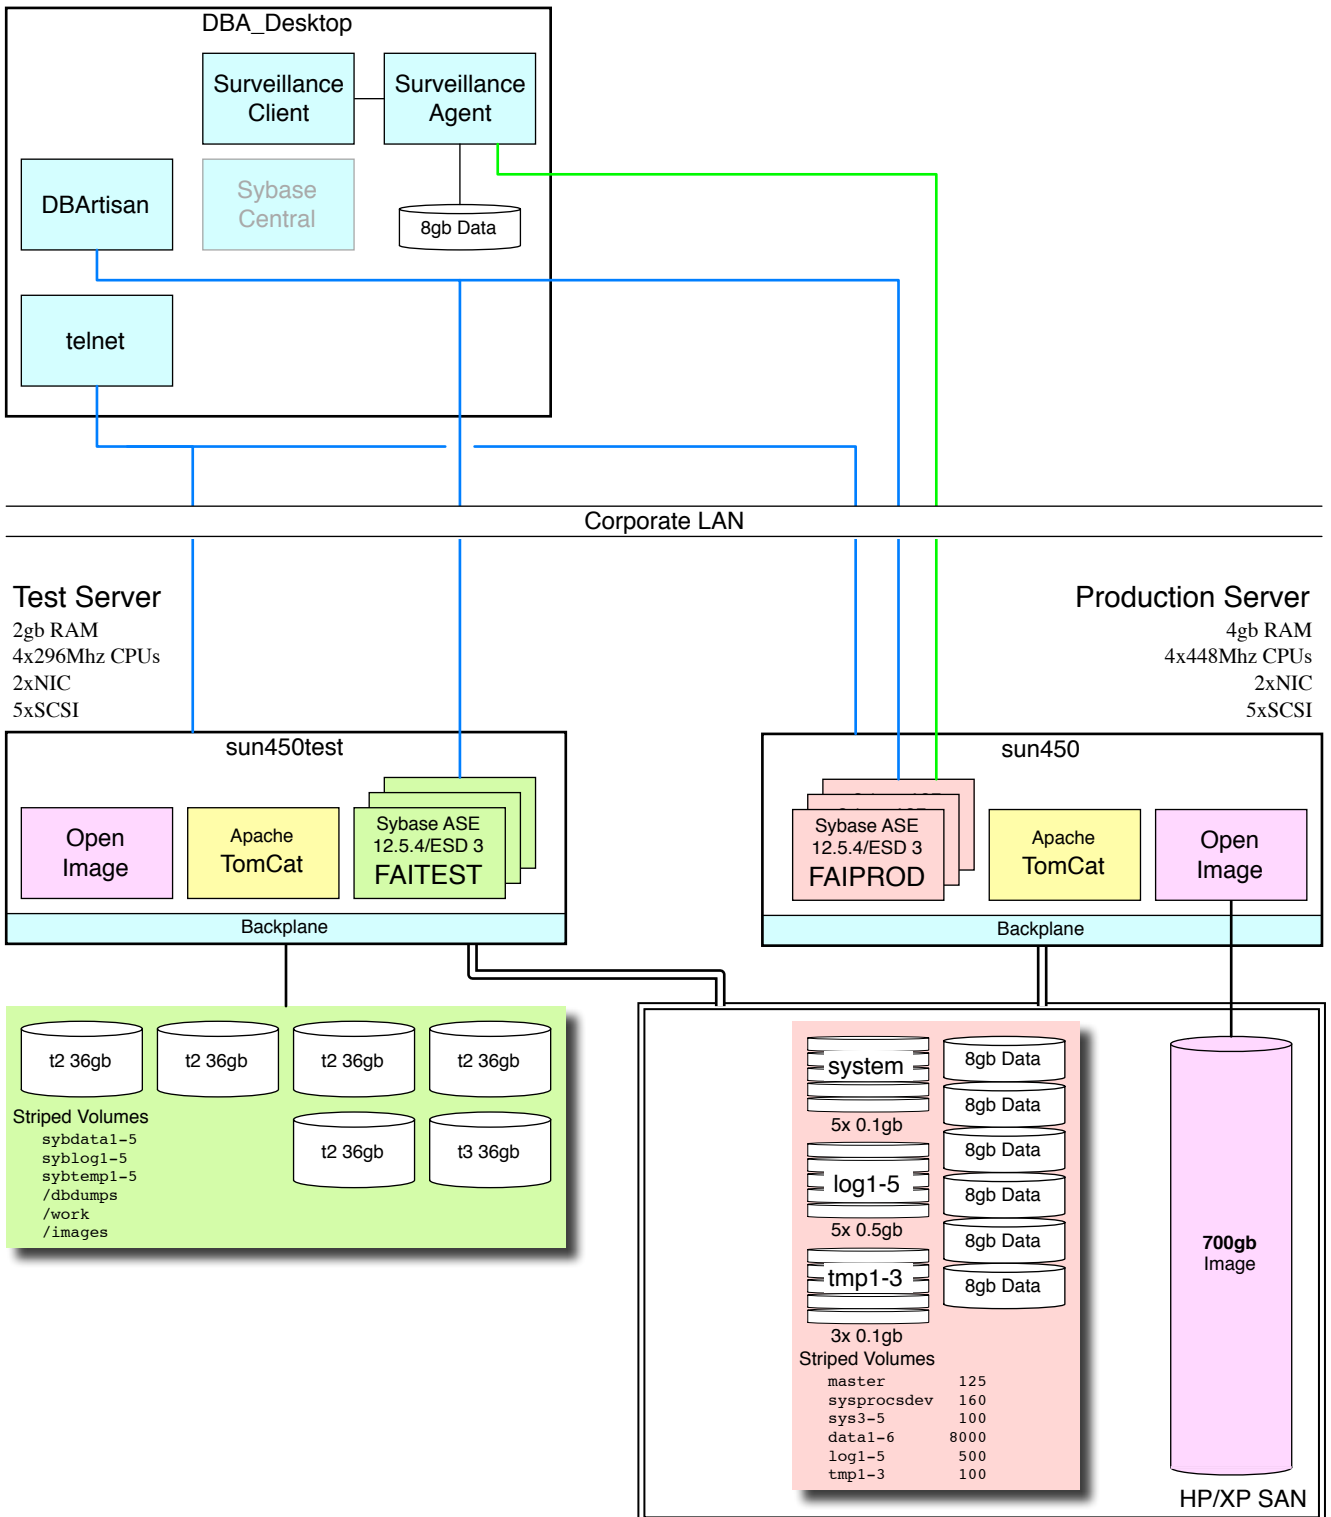 DBA_Desktop
Surveillance
Client
Surveillance
Agent
DBArtisan
Sybase
Central
8gb Data
telnet
Corporate LAN
Test Server
2gb RAM
4x296Mhz CPUs
2xNIC
5xSCSI
Production Server
4gb RAM
4x448Mhz CPUs
2xNIC
5xSCSI
sun450test
Open
Image
Apache
TomCat
Sybase ASE
12.5.4/ESD 3
FAITEST
Backplane
sun450
Sybase ASE
12.5.4/ESD 3
FAIPROD
Apache
TomCat
Open
Image
Backplane
t2 36gb
t2 36gb
t2 36gb
t2 36gb
t2 36gb
t3 36gb
Striped Volumes
sybdata1-5
syblog1-5
sybtemp1-5
/dbdumps
/work
/images
system
5x 0.1gb
log1-5
5x 0.5gb
tmp1-3
3x 0.1gb
8gb Data
8gb Data
8gb Data
8gb Data
8gb Data
8gb Data
Striped Volumes
master 125
sysprocsdev 160
sys3-5 100
data1-6 8000
log1-5 500
tmp1-3 100
700gb
Image
HP/XP SAN